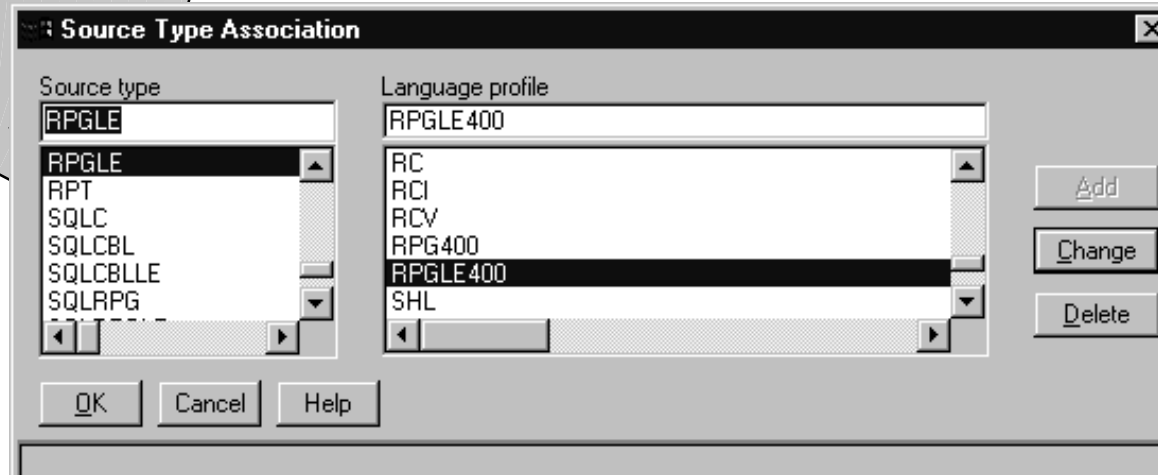 Source Type Association
Source type
Language profile
RPGLE
RPGLE400
RPGLE
RPT
SQLC
SQLCBL
SQLCBLLE
SQLRPG
RC
RCI
RCV
RPG400
RPGLE400
SHL
Add
Change
Delete
OK
Cancel
Help